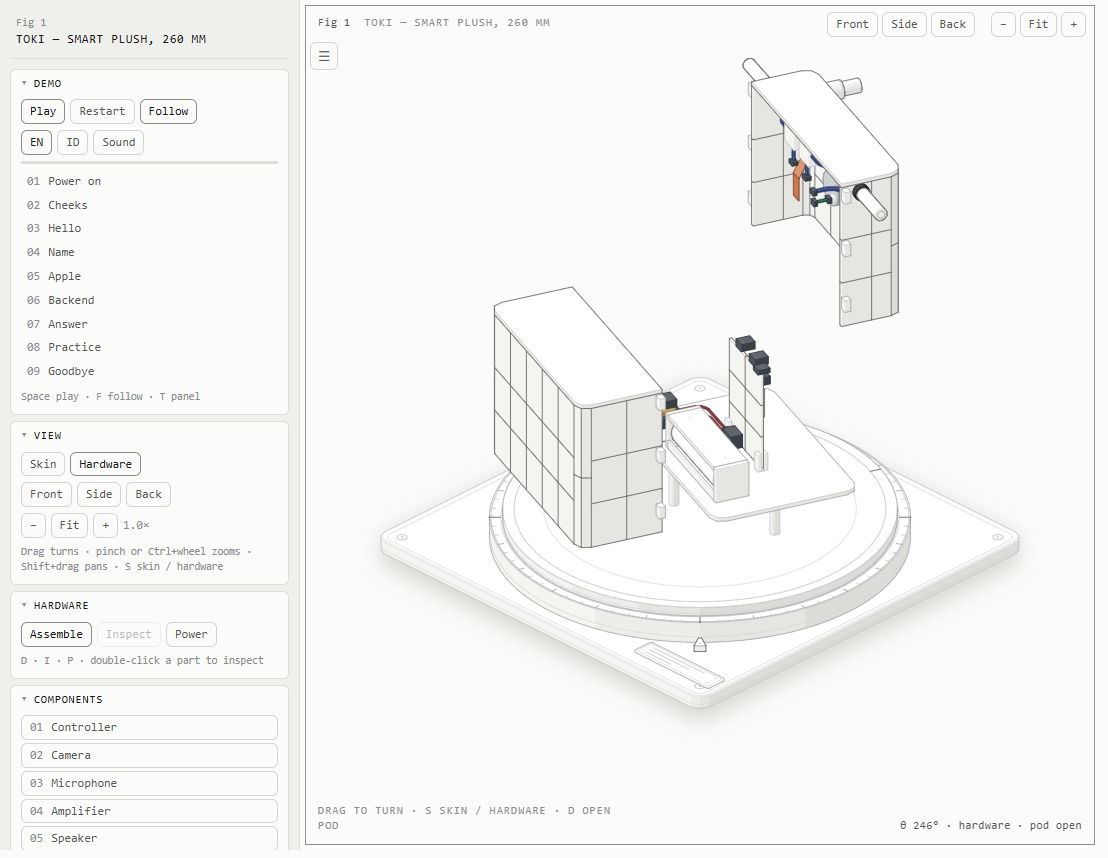 Fig 1
TOKI — SMART PLUSH, 260 MM
DEMO
Play Restart Follow
EN ID Sound
01 Power on
02 Cheeks
03 Hello
04 Name
05 Apple
06 Backend
07 Answer
08 Practice
09 Goodbye
Space play · F follow · T panel
VIEW
Skin Hardware
Front Side Back
− Fit + 1.0×
Drag turns · pinch or Ctrl+wheel zooms ·
Shift+drag pans · S skin / hardware
HARDWARE
Assemble Inspect Power
D · I · P · double-click a part to inspect
COMPONENTS
01 Controller
02 Camera
03 Microphone
04 Amplifier
05 Speaker
Fig 1 TOKI — SMART PLUSH, 260 MM
Front Side Back − Fit +
DRAG TO TURN · S SKIN / HARDWARE · D OPEN
POD
θ 246° · hardware · pod open